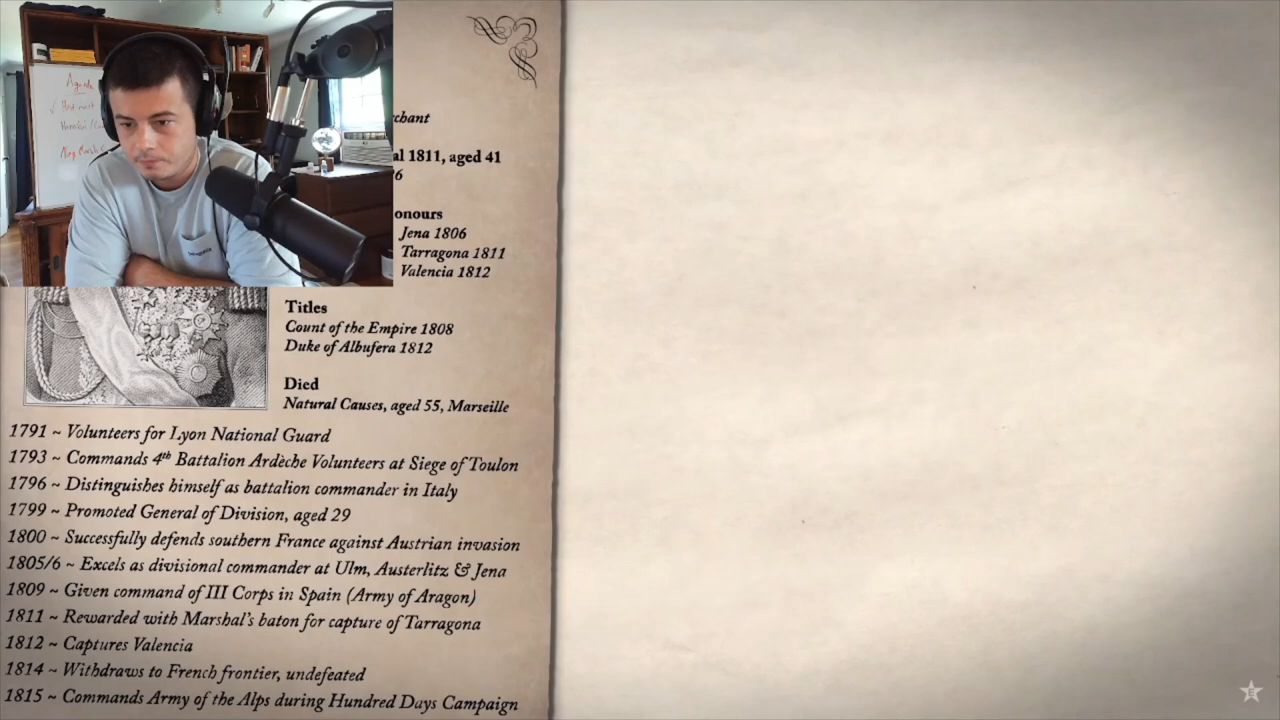 Agenda
rchant
al 1811, aged 41
6
onours
Jena 1806
Tarragona 1811
Valencia 1812
Titles
Count of the Empire 1808
Duke of Albufera 1812
Died
Natural Causes, aged 55, Marseille
1791 ~ Volunteers for Lyon National Guard
1793 ~ Commands 4th Battalion Ardèche Volunteers at Siege of Toulon
1796 ~ Distinguishes himself as battalion commander in Italy
1799 ~ Promoted General of Division, aged 29
1800 ~ Successfully defends southern France against Austrian invasion
1805/6 ~ Excels as divisional commander at Ulm, Austerlitz & Jena
1809 ~ Given command of III Corps in Spain (Army of Aragon)
1811 ~ Rewarded with Marshal's baton for capture of Tarragona
1812 ~ Captures Valencia
1814 ~ Withdraws to French frontier, undefeated
1815 ~ Commands Army of the Alps during Hundred Days Campaign
E